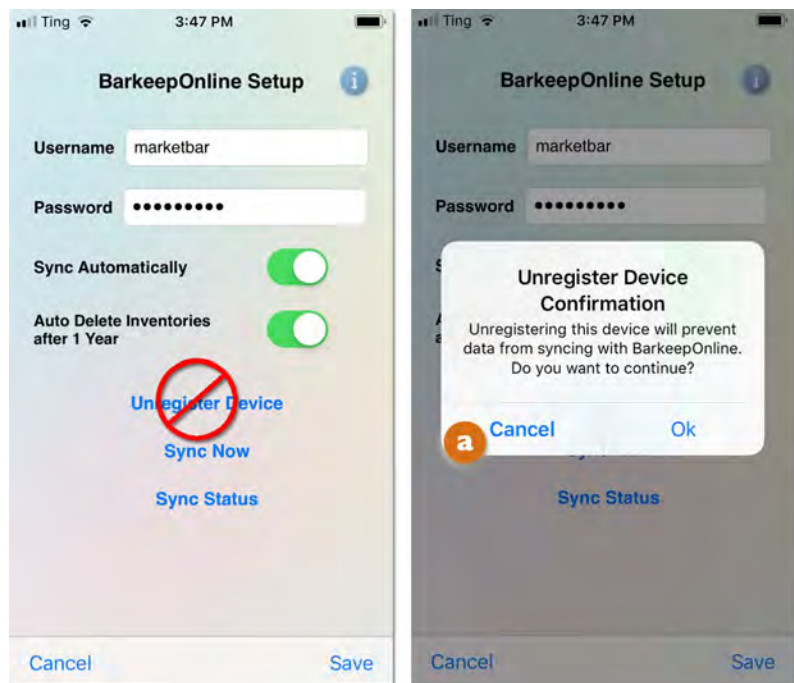 Ting 3:47 PM
BarkeepOnline Setup i
Username marketbar
Password •••••••••
Sync Automatically
Auto Delete Inventories
after 1 Year
Unregister Device
Sync Now
Sync Status
Cancel Save
Ting 3:47 PM
BarkeepOnline Setup i
Username marketbar
Password •••••••••
Unregister Device
Confirmation
Unregistering this device will prevent
data from syncing with BarkeepOnline.
Do you want to continue?
a Cancel Ok
Sync Status
Cancel Save